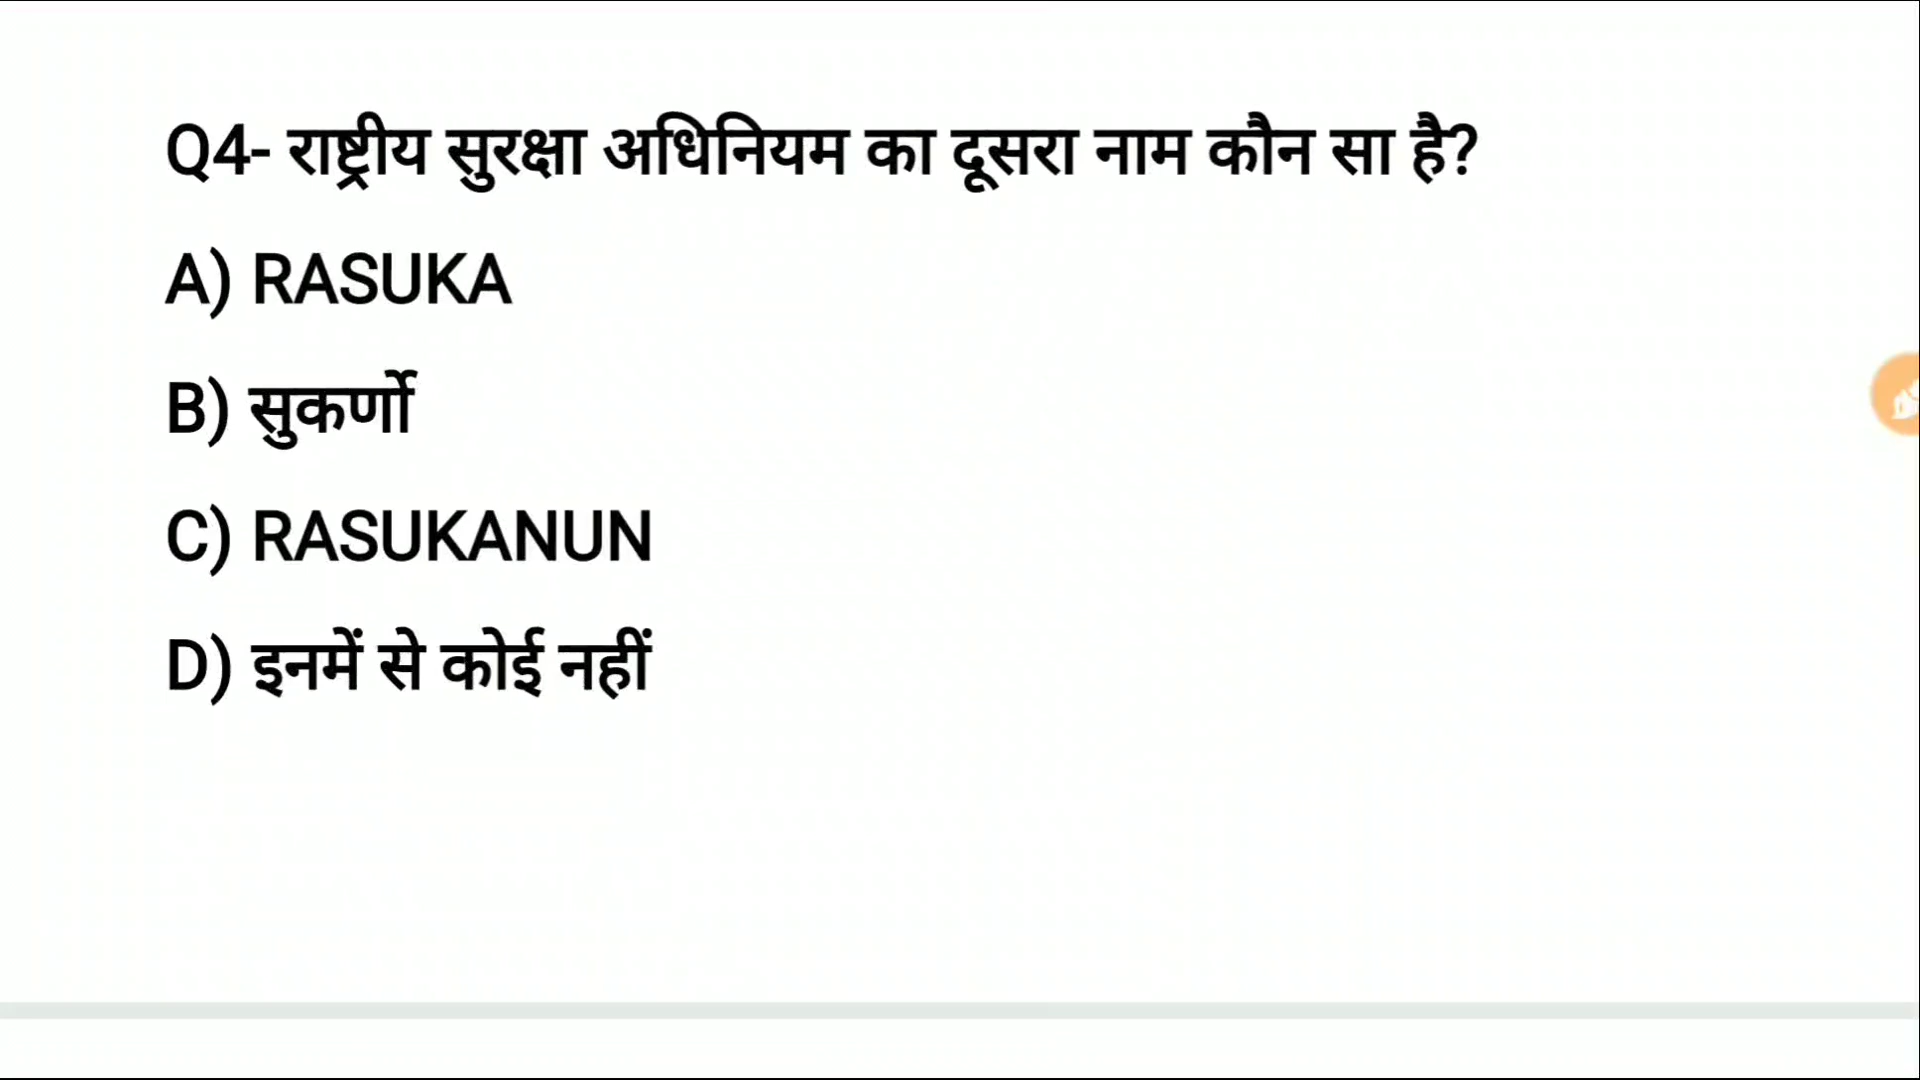 Q4- राष्ट्रीय सुरक्षा अधिनियम का दूसरा नाम कौन सा है?
A) RASUKA
B) सुकर्णो
C) RASUKANUN
D) इनमें से कोई नहीं